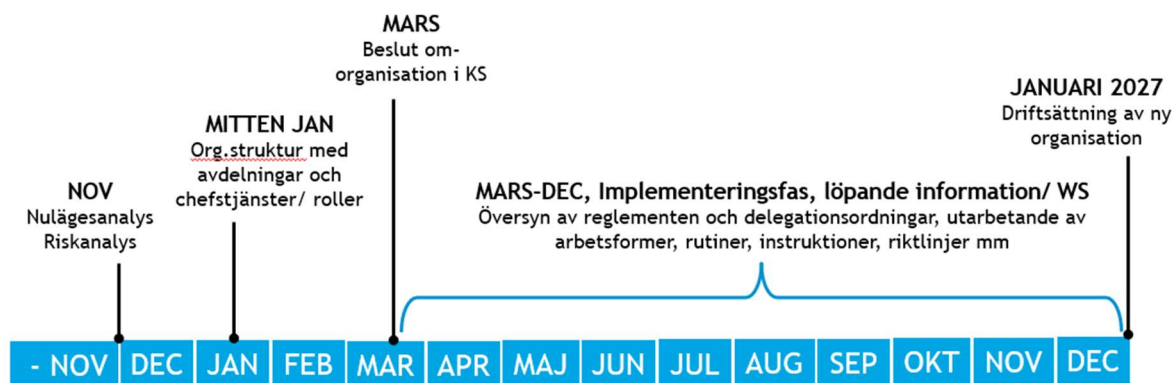 MARS
Beslut om-
organisation i KS
JANUARI 2027
Driftsättning av ny
organisation
MITTEN JAN
Org.struktur med
avdelningar och
chefstjänster/ roller
NOV
Nulägesanalys
Riskanalys
MARS-DEC, Implementeringsfas, löpande information/ WS
Översyn av reglementen och delegationsordningar, utarbetande av
arbetsformer, rutiner, instruktioner, riktlinjer mm
- NOV DEC JAN FEB MAR APR MAJ JUN JUL AUG SEP OKT NOV DEC